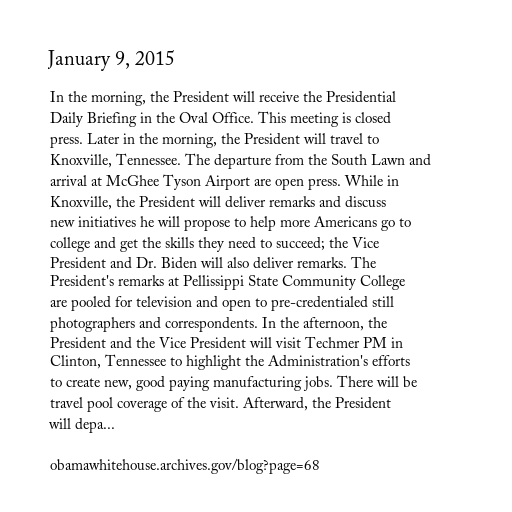 January 9, 2015
In the morning, the President will receive the Presidential
Daily Briefing in the Oval Office. This meeting is closed
press. Later in the morning, the President will travel to
Knoxville, Tennessee. The departure from the South Lawn and
arrival at McGhee Tyson Airport are open press. While in
Knoxville, the President will deliver remarks and discuss
new initiatives he will propose to help more Americans go to
college and get the skills they need to succeed; the Vice
President and Dr. Biden will also deliver remarks. The
President's remarks at Pellissippi State Community College
are pooled for television and open to pre-credentialed still
photographers and correspondents. In the afternoon, the
President and the Vice President will visit Techmer PM in
Clinton, Tennessee to highlight the Administration's efforts
to create new, good paying manufacturing jobs. There will be
travel pool coverage of the visit. Afterward, the President
will depa...
obamawhitehouse.archives.gov/blog?page=68